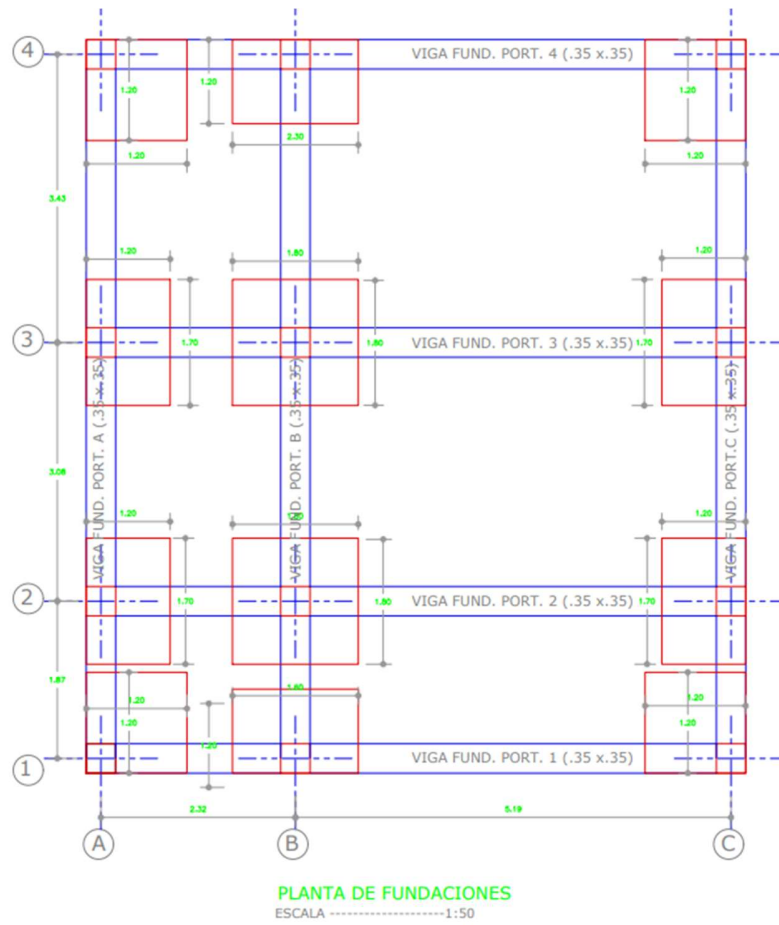 4
VIGA FUND. PORT. 4 (.35 x.35)
1.20
1.20
1.20
2.30
1.20
1.20
3.43
1.20
1.80
1.20
3
VIGA FUND. PORT. 3 (.35 x.35)
1.70
1.80
1.70
VIGA FUND. PORT. A (.35 x.35)
VIGA FUND. PORT. B (.35 x.35)
VIGA FUND. PORT.C (.35 x.35)
3.08
1.20
1.20
2
VIGA FUND. PORT. 2 (.35 x.35)
1.70
1.80
1.70
1.87
1.20
1.60
1.20
1.20
1.20
1.20
1
VIGA FUND. PORT. 1 (.35 x.35)
2.32
5.19
A
B
C
PLANTA DE FUNDACIONES
ESCALA --------------------1:50